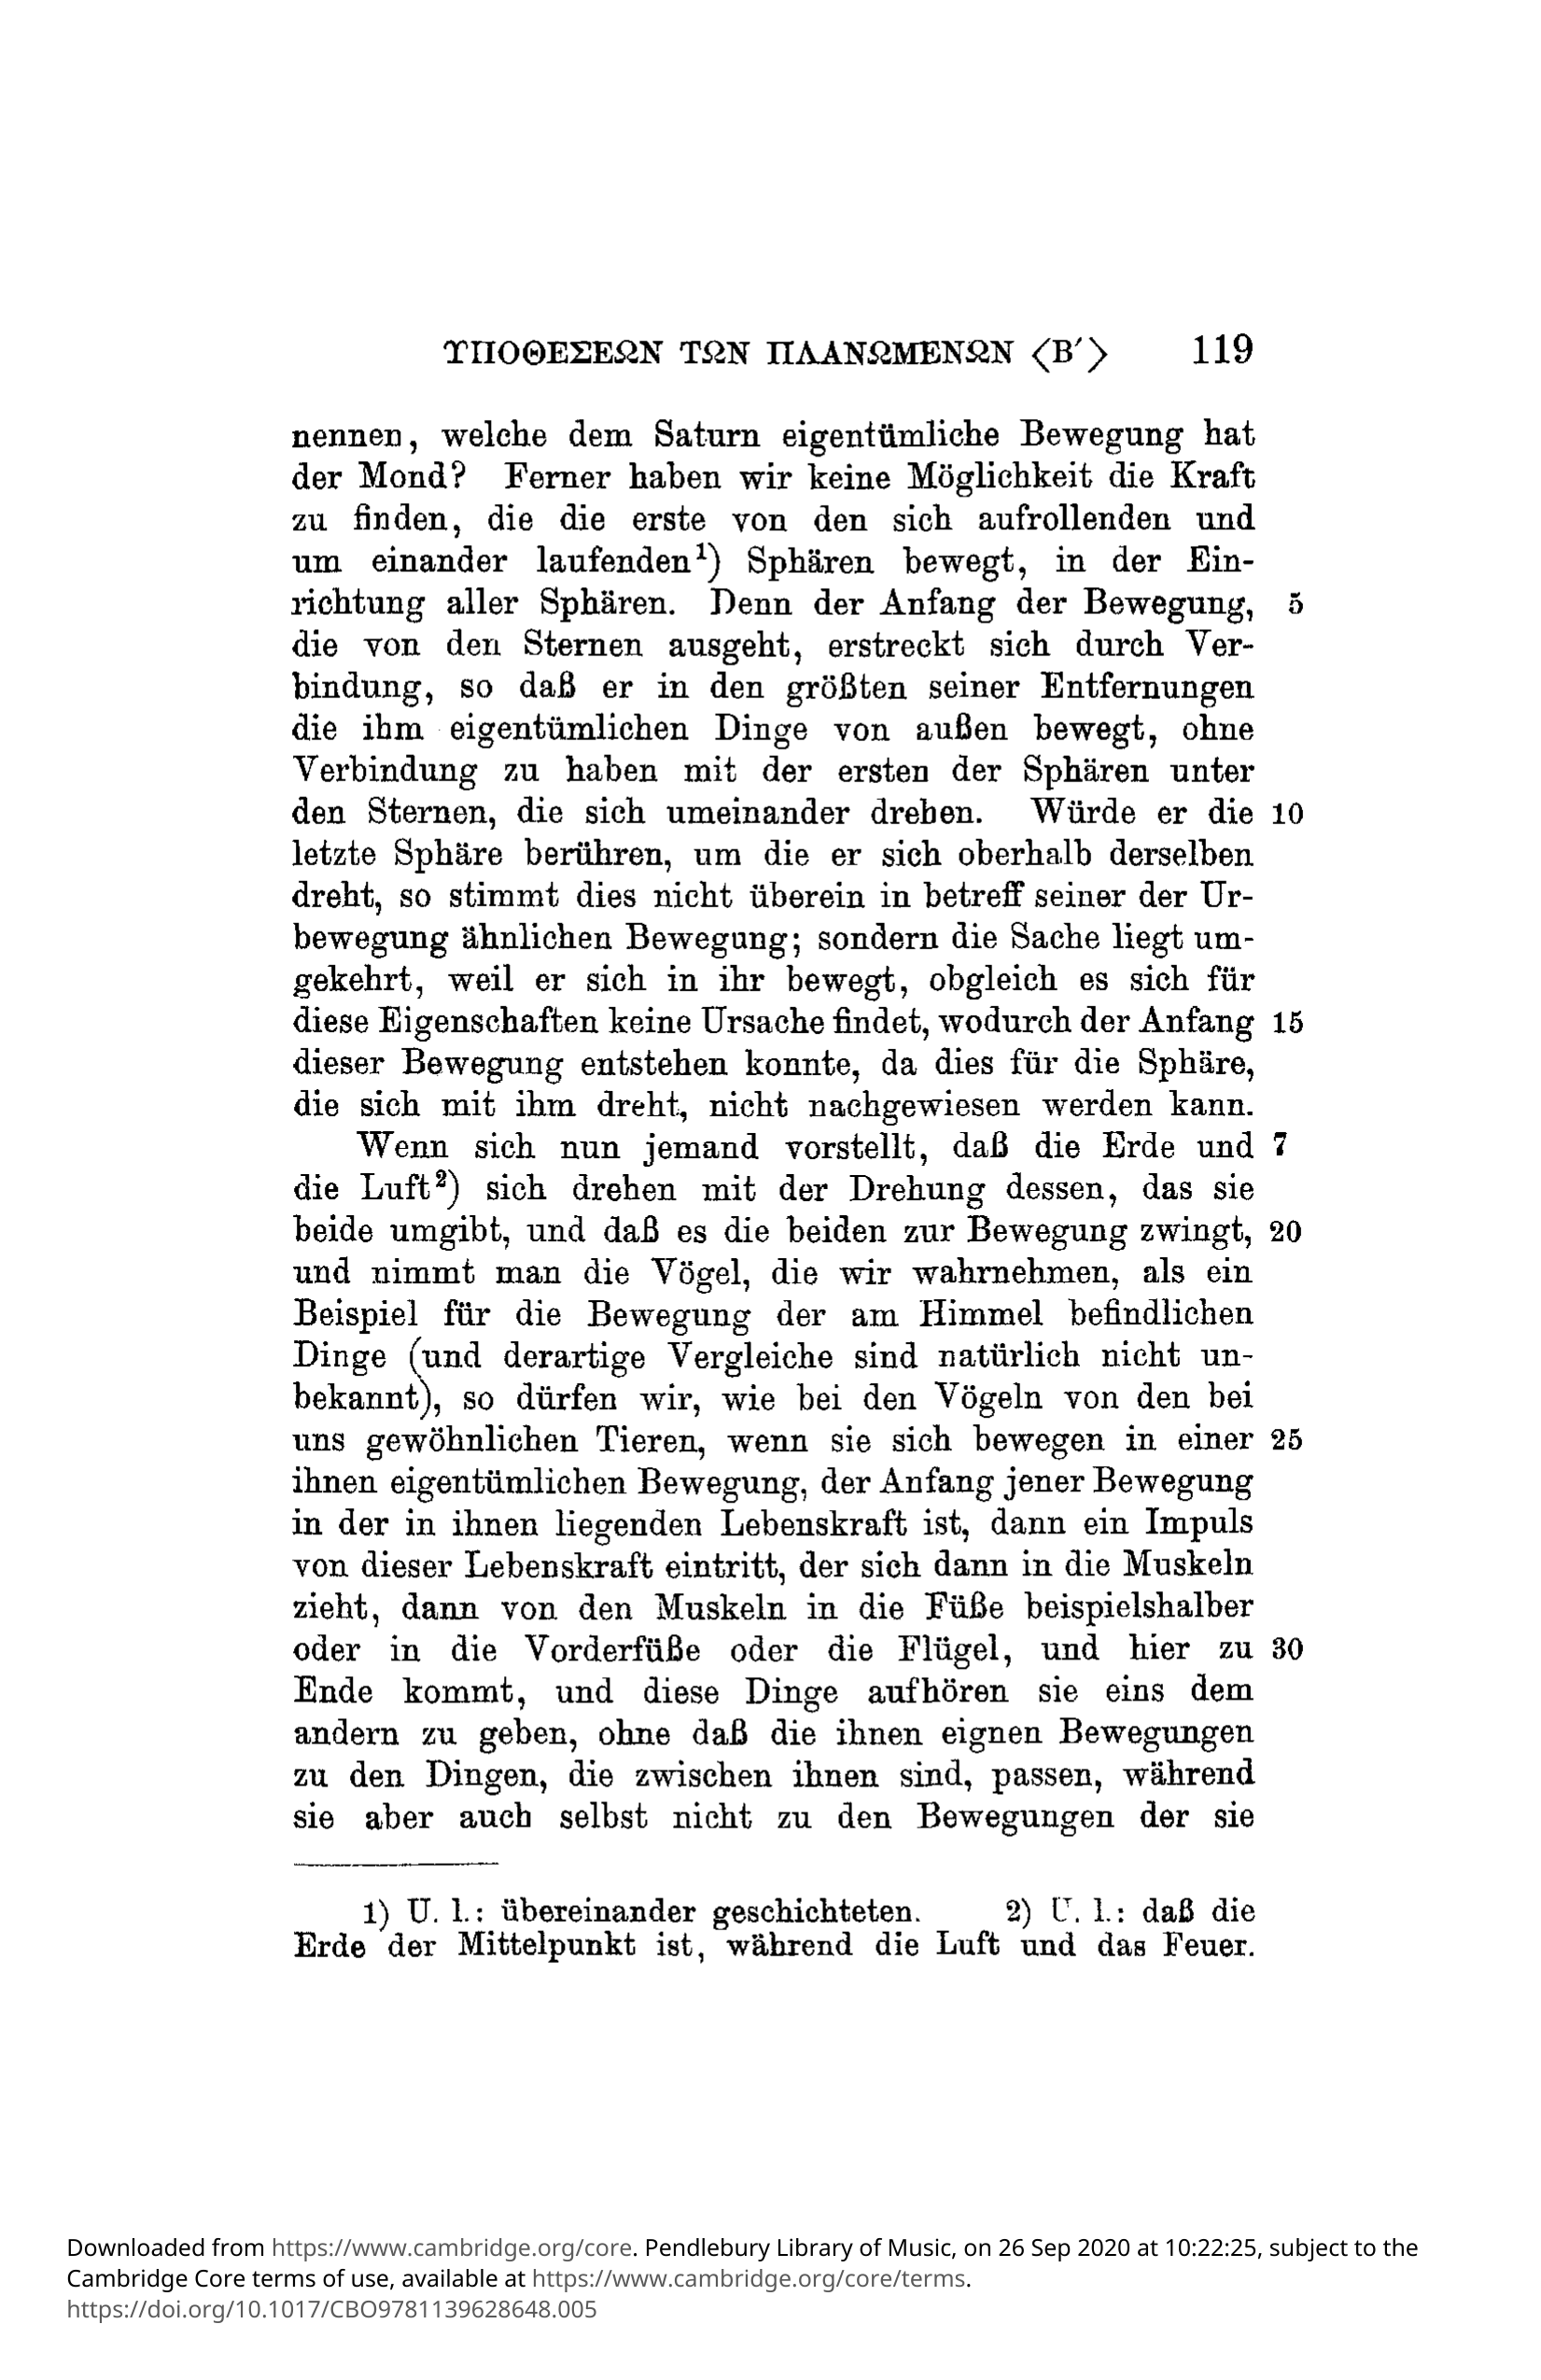 ΥΠΟΘΕΣΕΩΝ ΤΩΝ ΠΛΑΝΩΜΕΝΩΝ ⟨Β′⟩ 119
nennen, welche dem Saturn eigentümliche Bewegung hat
der Mond? Ferner haben wir keine Möglichkeit die Kraft
zu finden, die die erste von den sich aufrollenden und
um einander laufenden¹) Sphären bewegt, in der Ein-
richtung aller Sphären. Denn der Anfang der Bewegung, 5
die von den Sternen ausgeht, erstreckt sich durch Ver-
bindung, so daß er in den größten seiner Entfernungen
die ihm eigentümlichen Dinge von außen bewegt, ohne
Verbindung zu haben mit der ersten der Sphären unter
den Sternen, die sich umeinander drehen. Würde er die 10
letzte Sphäre berühren, um die er sich oberhalb derselben
dreht, so stimmt dies nicht überein in betreff seiner der Ur-
bewegung ähnlichen Bewegung; sondern die Sache liegt um-
gekehrt, weil er sich in ihr bewegt, obgleich es sich für
diese Eigenschaften keine Ursache findet, wodurch der Anfang 15
dieser Bewegung entstehen konnte, da dies für die Sphäre,
die sich mit ihm dreht, nicht nachgewiesen werden kann.
Wenn sich nun jemand vorstellt, daß die Erde und 7
die Luft²) sich drehen mit der Drehung dessen, das sie
beide umgibt, und daß es die beiden zur Bewegung zwingt, 20
und nimmt man die Vögel, die wir wahrnehmen, als ein
Beispiel für die Bewegung der am Himmel befindlichen
Dinge (und derartige Vergleiche sind natürlich nicht un-
bekannt), so dürfen wir, wie bei den Vögeln von den bei
uns gewöhnlichen Tieren, wenn sie sich bewegen in einer 25
ihnen eigentümlichen Bewegung, der Anfang jener Bewegung
in der in ihnen liegenden Lebenskraft ist, dann ein Impuls
von dieser Lebenskraft eintritt, der sich dann in die Muskeln
zieht, dann von den Muskeln in die Füße beispielshalber
oder in die Vorderfüße oder die Flügel, und hier zu 30
Ende kommt, und diese Dinge aufhören sie eins dem
andern zu geben, ohne daß die ihnen eignen Bewegungen
zu den Dingen, die zwischen ihnen sind, passen, während
sie aber auch selbst nicht zu den Bewegungen der sie
1) U. l.: übereinander geschichteten. 2) U. l.: daß die
Erde der Mittelpunkt ist, während die Luft und das Feuer.
Downloaded from https://www.cambridge.org/core. Pendlebury Library of Music, on 26 Sep 2020 at 10:22:25, subject to the
Cambridge Core terms of use, available at https://www.cambridge.org/core/terms.
https://doi.org/10.1017/CBO9781139628648.005